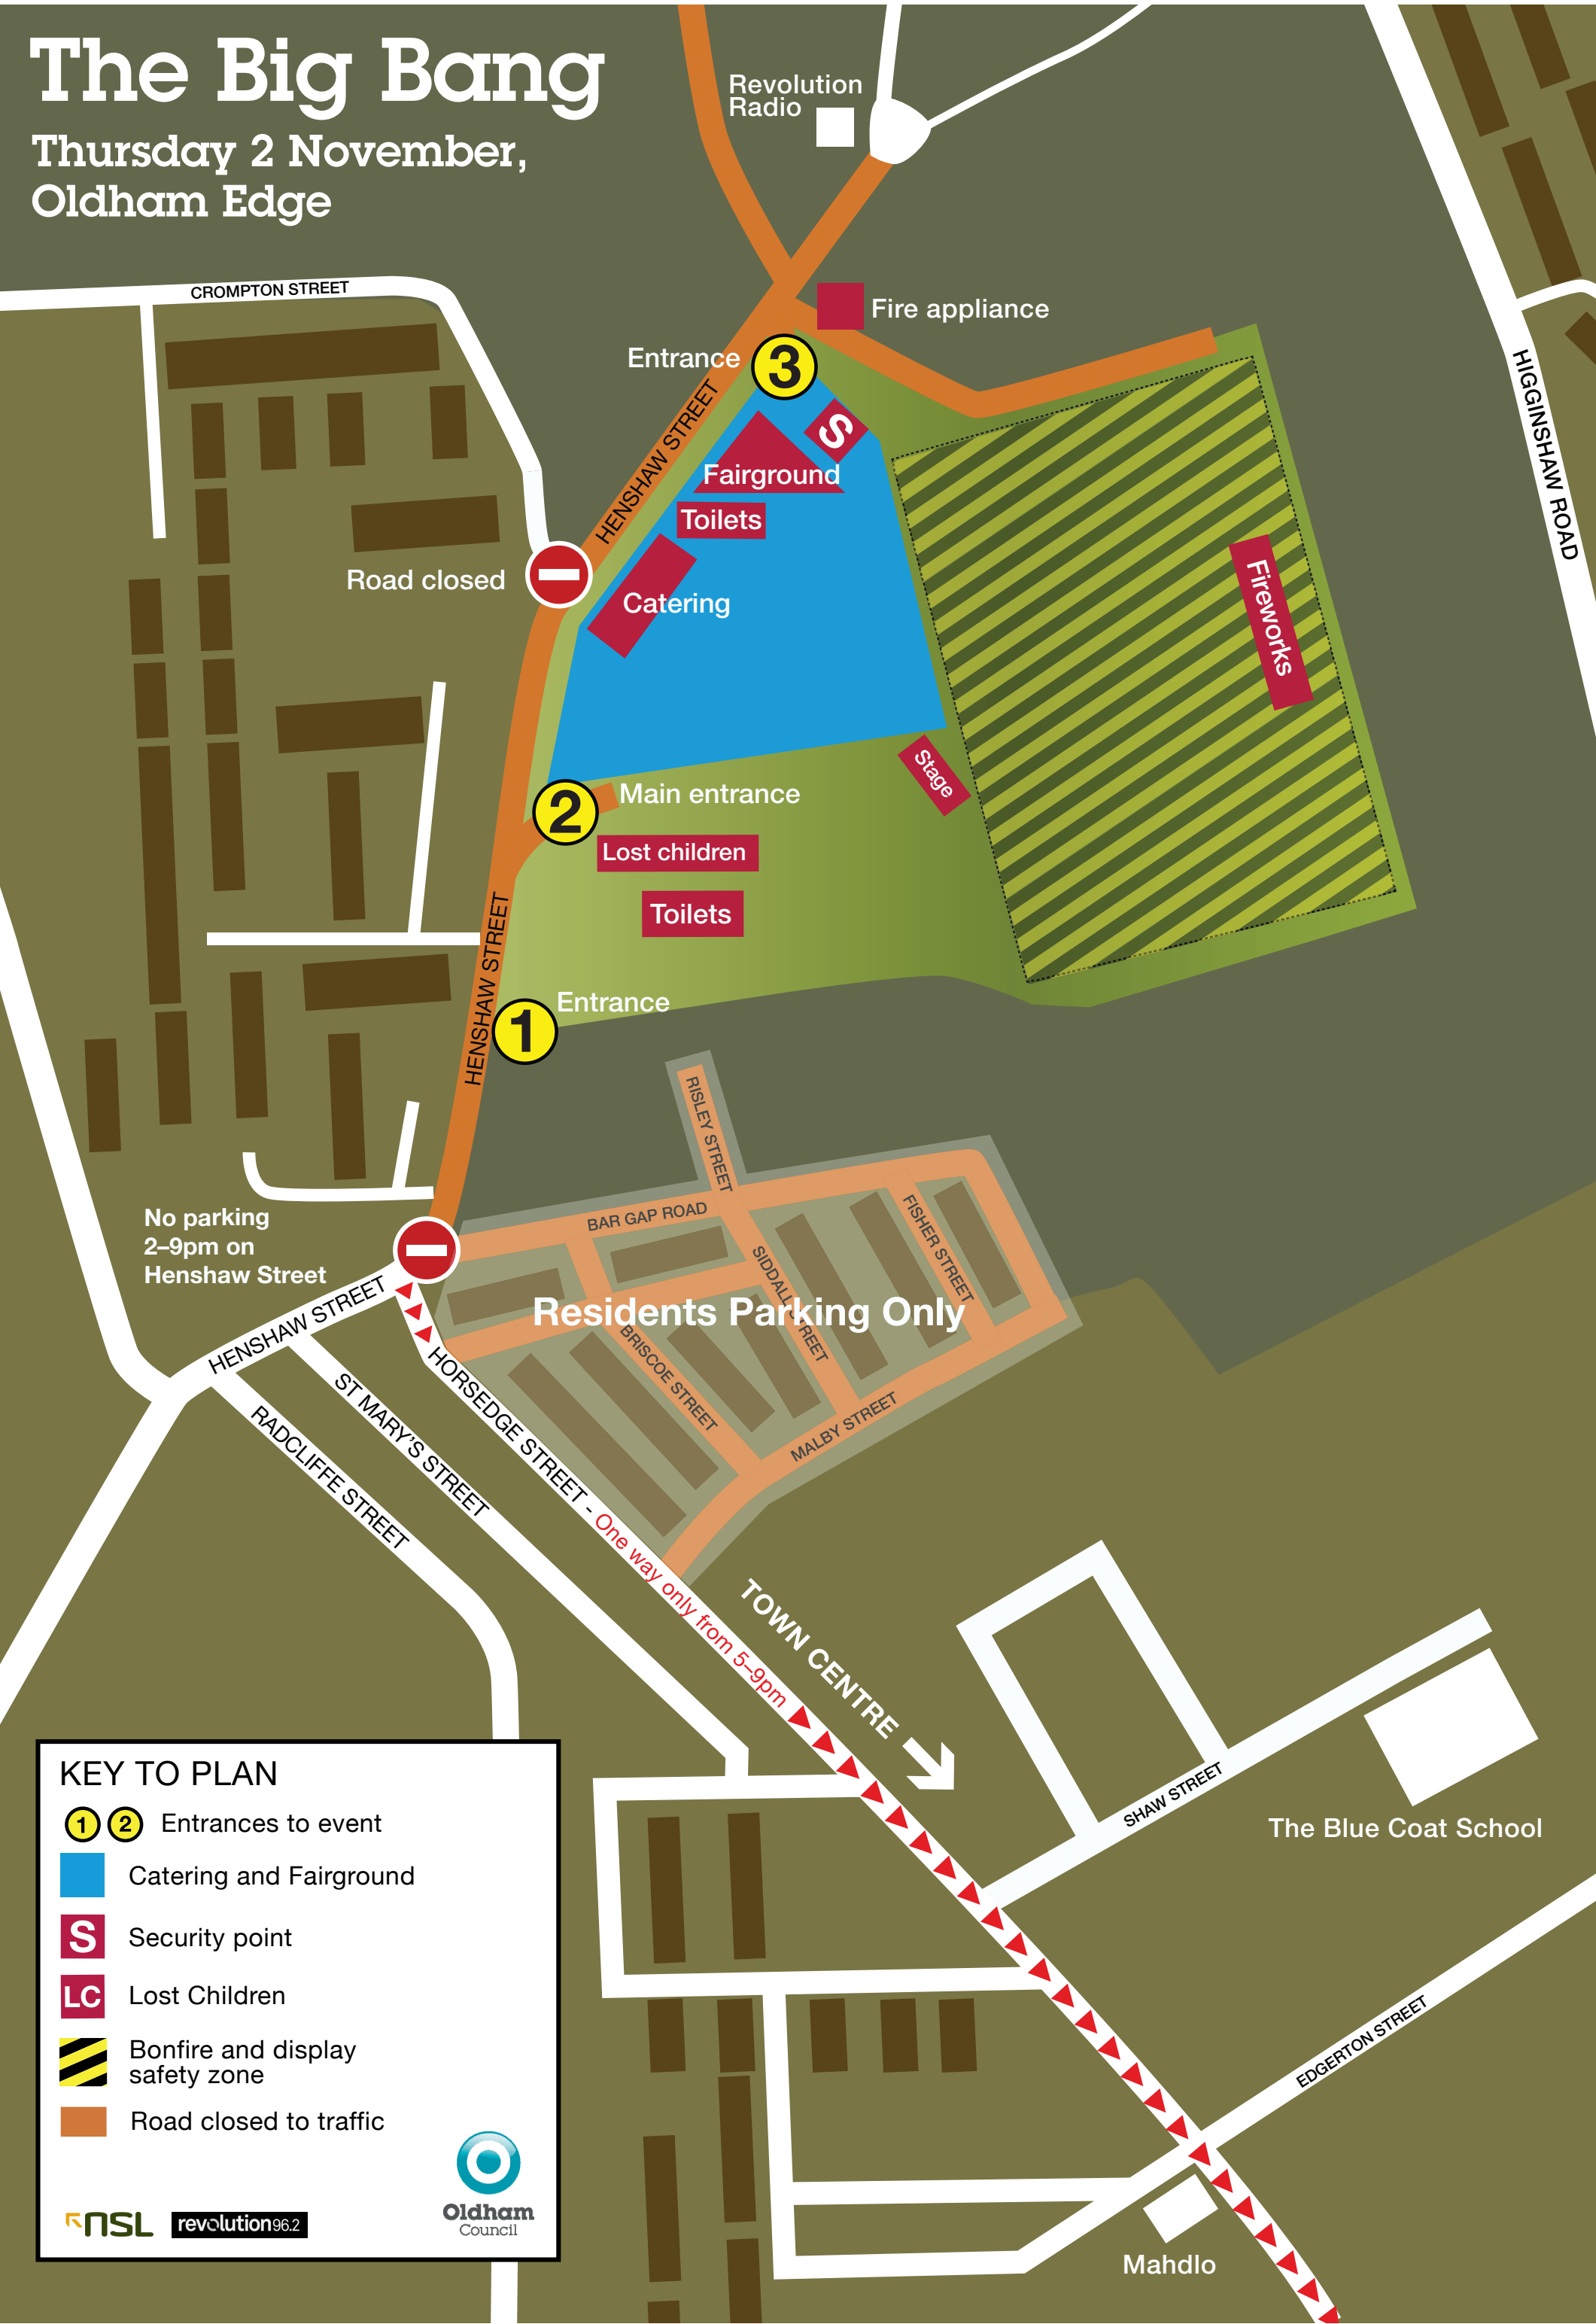 The Big Bang
Thursday 2 November,
Oldham Edge
Revolution
Radio
CROMPTON STREET
Fire appliance
Entrance
3
HENSHAW STREET
S
Fairground
Toilets
HIGGINSHAW ROAD
Road closed
Catering
Fireworks
Stage
2
Main entrance
Lost children
Toilets
HENSHAW STREET
Entrance
1
RISLEY STREET
No parking
2–9pm on
Henshaw Street
BAR GAP ROAD
FISHER STREET
SIDDALL STREET
Residents Parking Only
HENSHAW STREET
BRISCOE STREET
MALBY STREET
ST MARY'S STREET
RADCLIFFE STREET
HORSEDGE STREET - One way only from 5–9pm
TOWN CENTRE
SHAW STREET
The Blue Coat School
EDGERTON STREET
Mahdlo
KEY TO PLAN
1 2 Entrances to event
Catering and Fairground
S Security point
LC Lost Children
Bonfire and display
safety zone
Road closed to traffic
NSL
revolution96.2
Oldham
Council